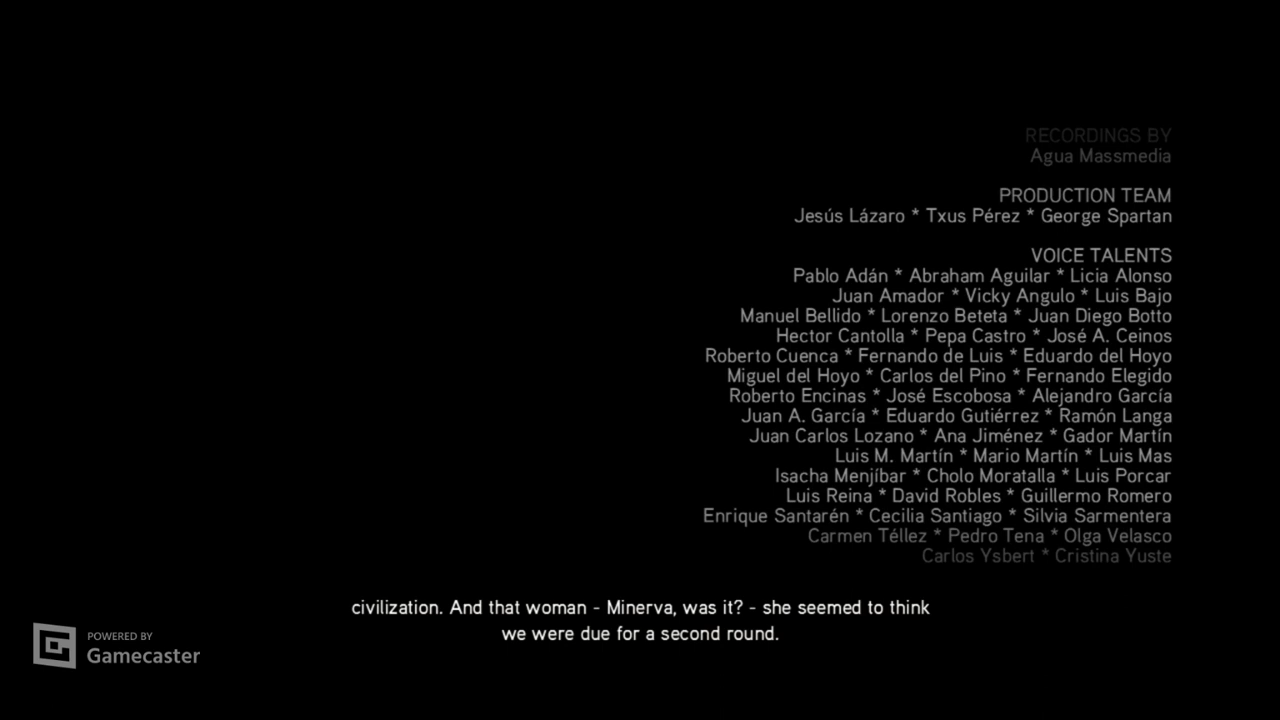 RECORDINGS BY
Agua Massmedia
PRODUCTION TEAM
Jesús Lázaro * Txus Pérez * George Spartan
VOICE TALENTS
Pablo Adán * Abraham Aguilar * Licia Alonso
Juan Amador * Vicky Angulo * Luis Bajo
Manuel Bellido * Lorenzo Beteta * Juan Diego Botto
Hector Cantolla * Pepa Castro * José A. Ceinos
Roberto Cuenca * Fernando de Luis * Eduardo del Hoyo
Miguel del Hoyo * Carlos del Pino * Fernando Elegido
Roberto Encinas * José Escobosa * Alejandro García
Juan A. García * Eduardo Gutiérrez * Ramón Langa
Juan Carlos Lozano * Ana Jiménez * Gador Martín
Luis M. Martín * Mario Martín * Luis Mas
Isacha Menjíbar * Cholo Moratalla * Luis Porcar
Luis Reina * David Robles * Guillermo Romero
Enrique Santarén * Cecilia Santiago * Silvia Sarmentera
Carmen Téllez * Pedro Tena * Olga Velasco
Carlos Ysbert * Cristina Yuste
civilization. And that woman - Minerva, was it? - she seemed to think
we were due for a second round.
POWERED BY
Gamecaster